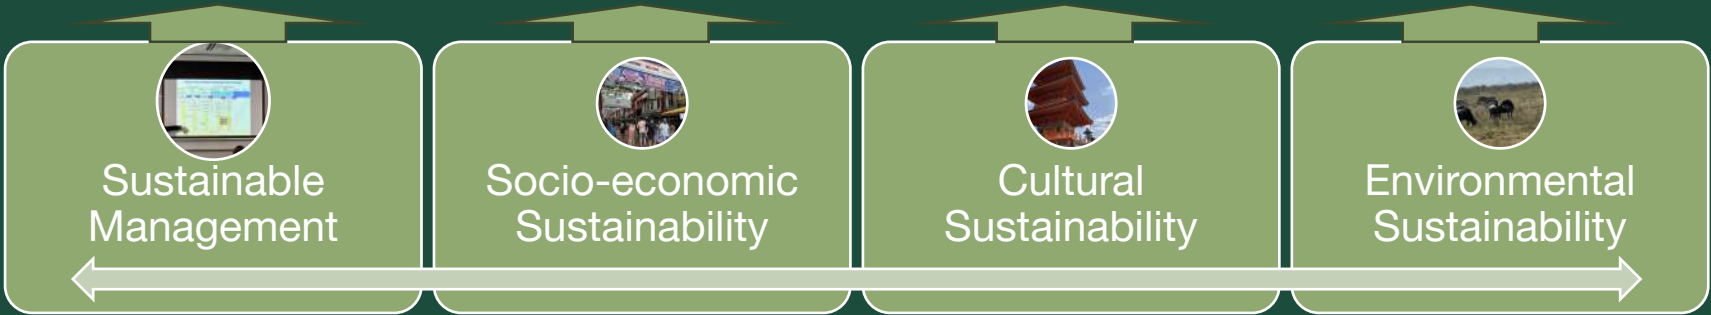 Sustainable
Management
Socio-economic
Sustainability
Cultural
Sustainability
Environmental
Sustainability